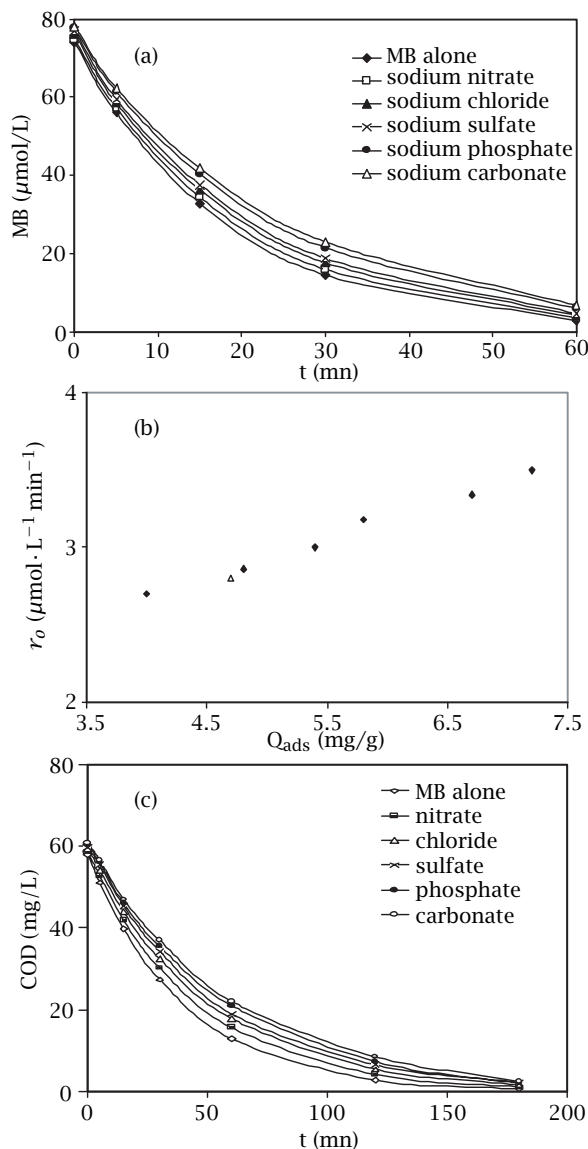 80
60
40
20
0
MB (µmol/L)
(a)
MB alone
sodium nitrate
sodium chloride
sodium sulfate
sodium phosphate
sodium carbonate
0 10 20 30 40 50 60
t (mn)
4
3
2
r₀ (µmol· L⁻¹ min⁻¹)
(b)
3.5 4.5 5.5 6.5 7.5
Qads (mg/g)
80
60
40
20
0
COD (mg/L)
(c)
MB alone
nitrate
chloride
sulfate
phosphate
carbonate
0 50 100 150 200
t (mn)